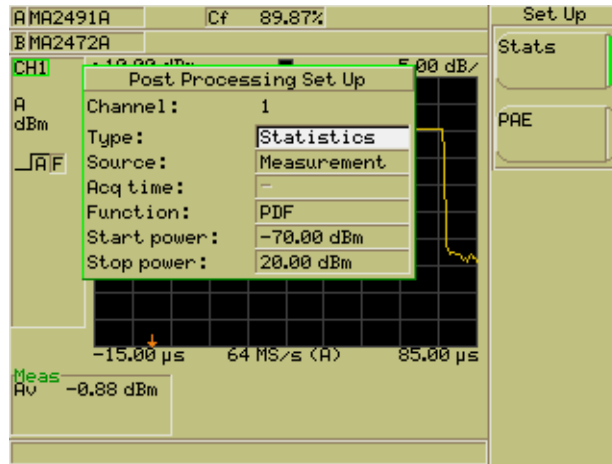 A MA2491A Cf 89.87% Set Up
B MA2472A
Stats
CH1 5.00 dB/
Post Processing Set Up
Channel: 1
A
dBm
PAE
Type: Statistics
A F
Source: Measurement
Acq time: -
Function: PDF
Start power: -70.00 dBm
Stop power: 20.00 dBm
-15.00 µs 64 MS/s (A) 85.00 µs
Meas
Av -0.88 dBm